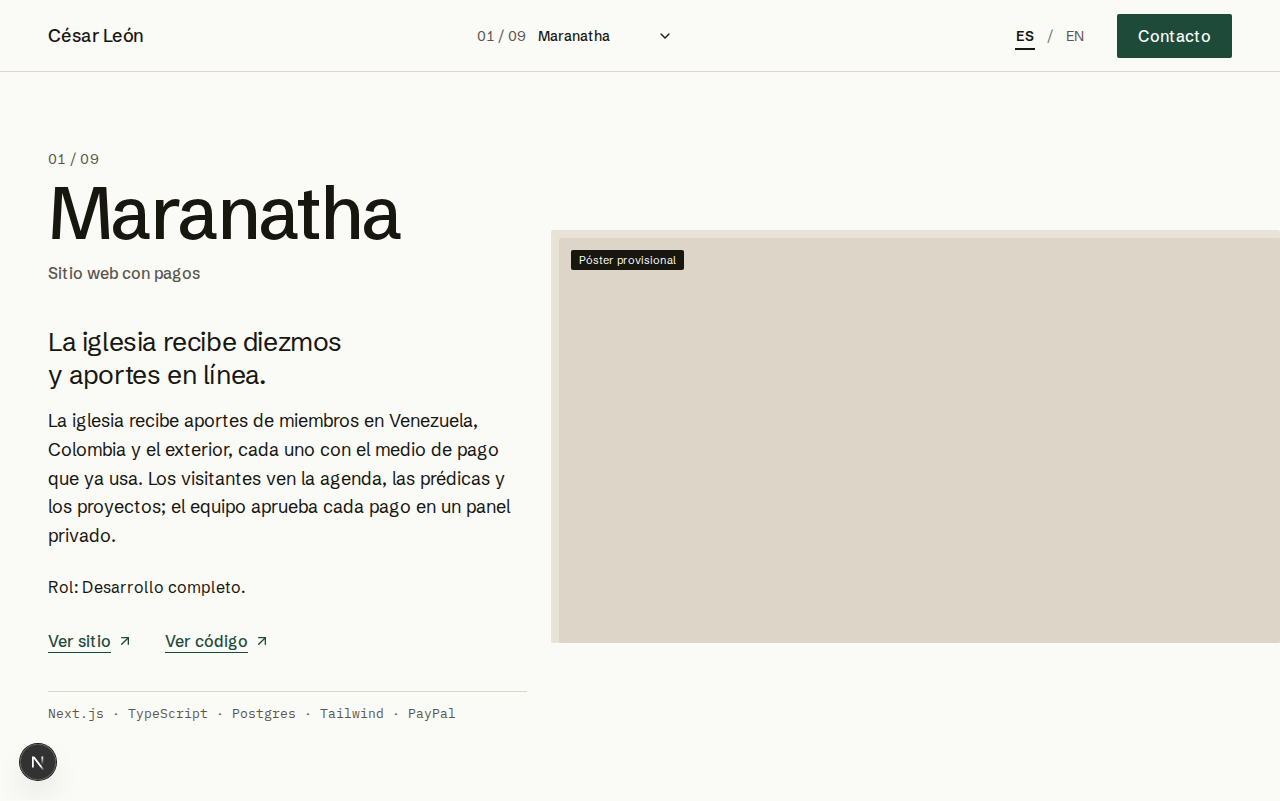 César León
01 / 09 Maranatha
ES / EN
Contacto
01 / 09
Maranatha
Sitio web con pagos
La iglesia recibe diezmos
y aportes en línea.
La iglesia recibe aportes de miembros en Venezuela,
Colombia y el exterior, cada uno con el medio de pago
que ya usa. Los visitantes ven la agenda, las prédicas y
los proyectos; el equipo aprueba cada pago en un panel
privado.
Rol: Desarrollo completo.
Ver sitio
Ver código
Next.js · TypeScript · Postgres · Tailwind · PayPal
Póster provisional
N